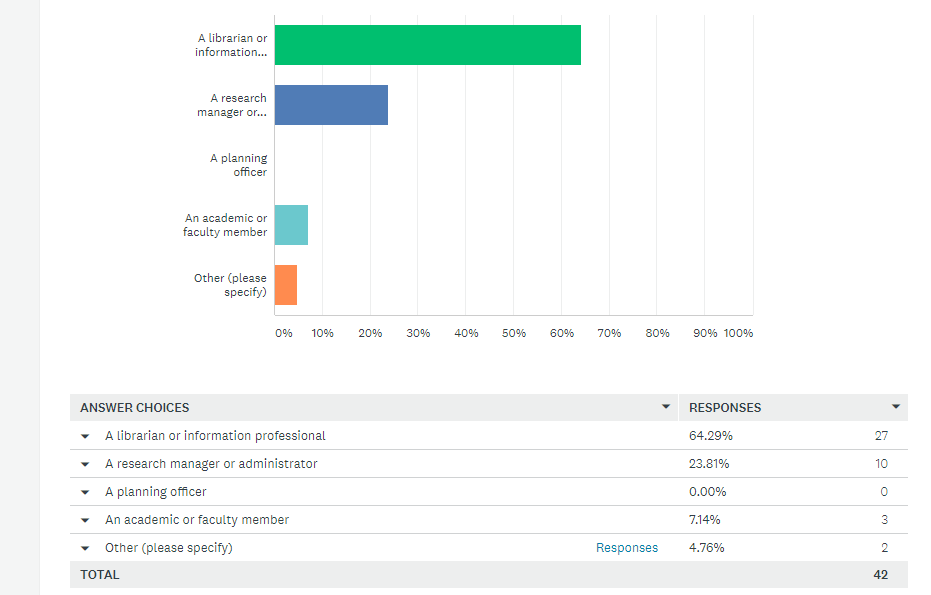 A librarian or
information...
A research
manager or...
A planning
officer
An academic or
faculty member
Other (please
specify)
0% 10% 20% 30% 40% 50% 60% 70% 80% 90% 100%
ANSWER CHOICES RESPONSES
A librarian or information professional 64.29% 27
A research manager or administrator 23.81% 10
A planning officer 0.00% 0
An academic or faculty member 7.14% 3
Other (please specify) Responses 4.76% 2
TOTAL 42